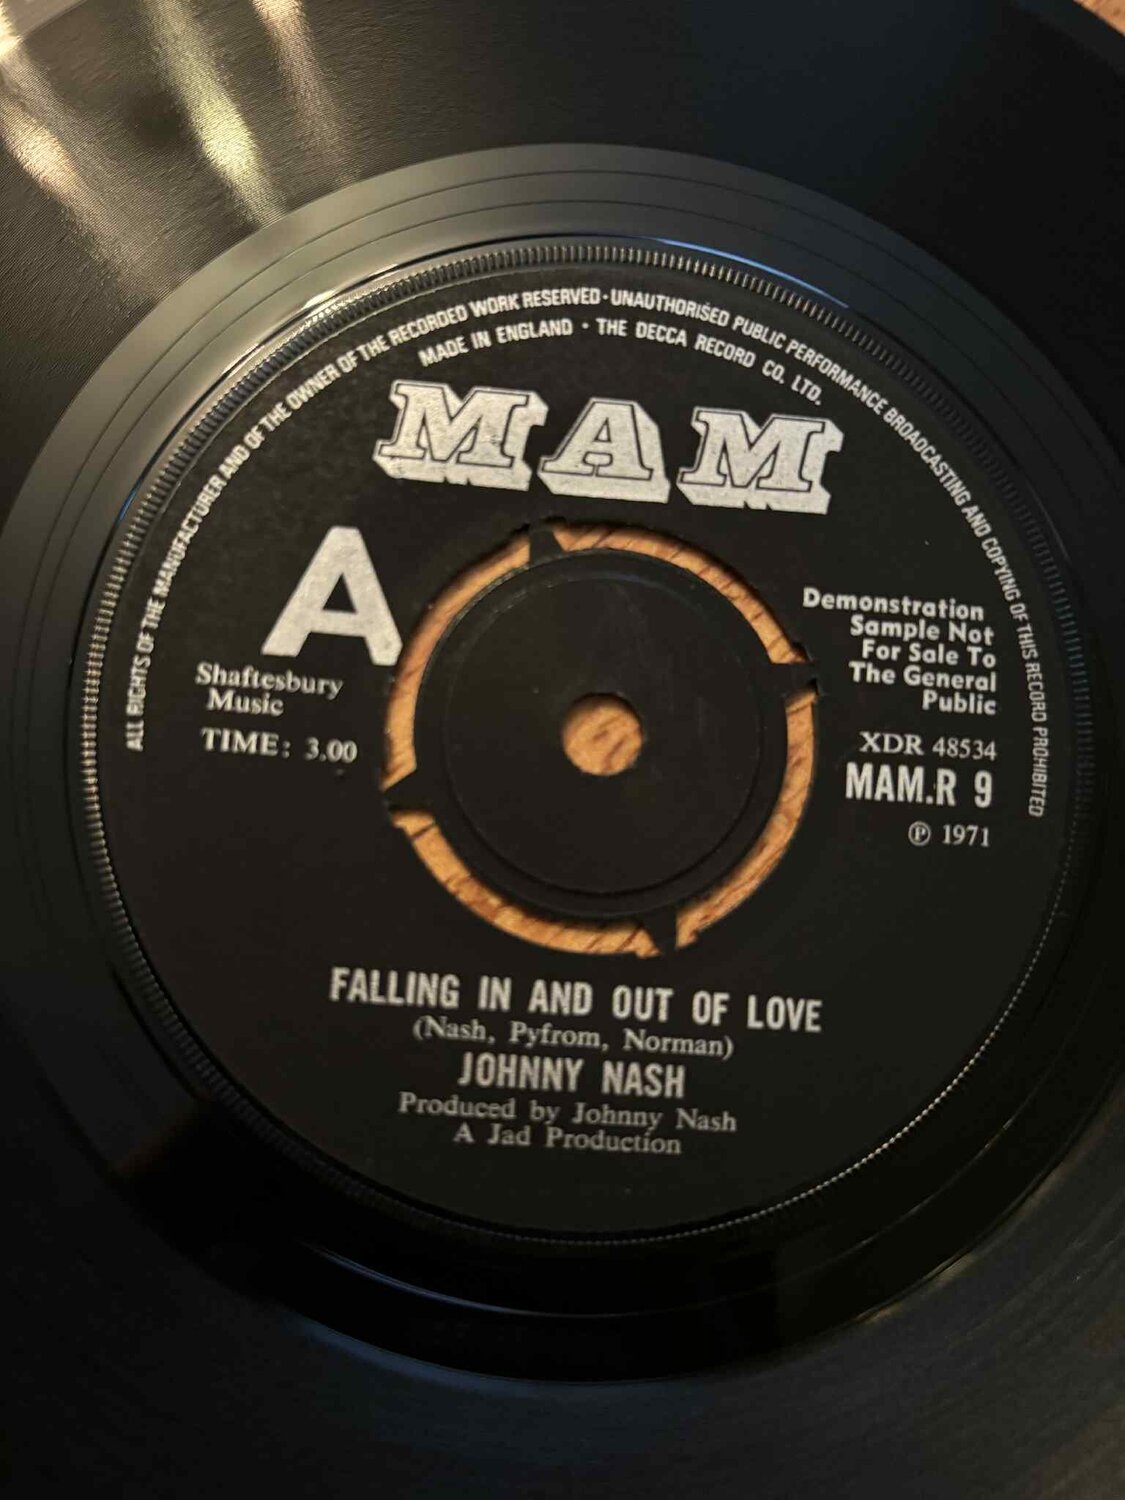 ALL RIGHTS OF THE MANUFACTURER AND OF THE OWNER OF THE RECORDED WORK RESERVED · UNAUTHORISED PUBLIC PERFORMANCE BROADCASTING AND COPYING OF THIS RECORD PROHIBITED
MADE IN ENGLAND · THE DECCA RECORD CO. LTD.
MAM
A
Shaftesbury
Music
TIME: 3.00
Demonstration
Sample Not
For Sale To
The General
Public
XDR 48534
MAM.R 9
℗ 1971
FALLING IN AND OUT OF LOVE
(Nash, Pyfrom, Norman)
JOHNNY NASH
Produced by Johnny Nash
A Jad Production